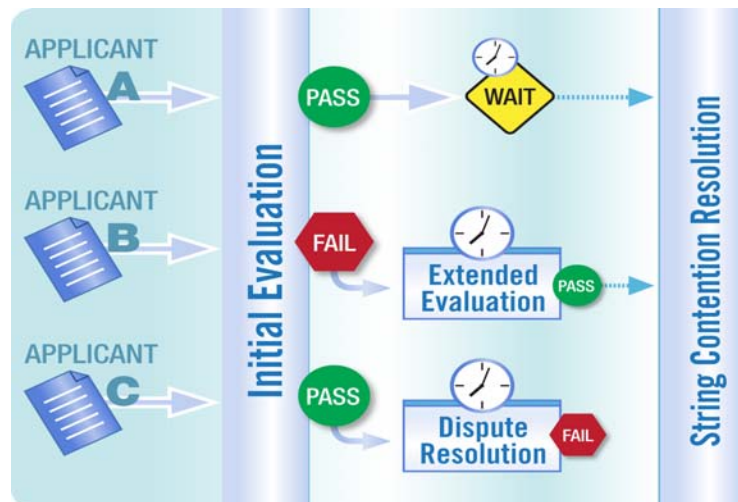 APPLICANT
A
PASS
WAIT
APPLICANT
B
FAIL
Extended
Evaluation
PASS
APPLICANT
C
PASS
Dispute
Resolution
FAIL
Initial Evaluation
String Contention Resolution